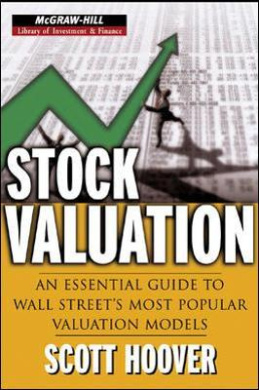 McGRAW-HILL
Library of Investment & Finance
STOCK
VALUATION
AN ESSENTIAL GUIDE TO
WALL STREET'S MOST POPULAR
VALUATION MODELS
SCOTT HOOVER